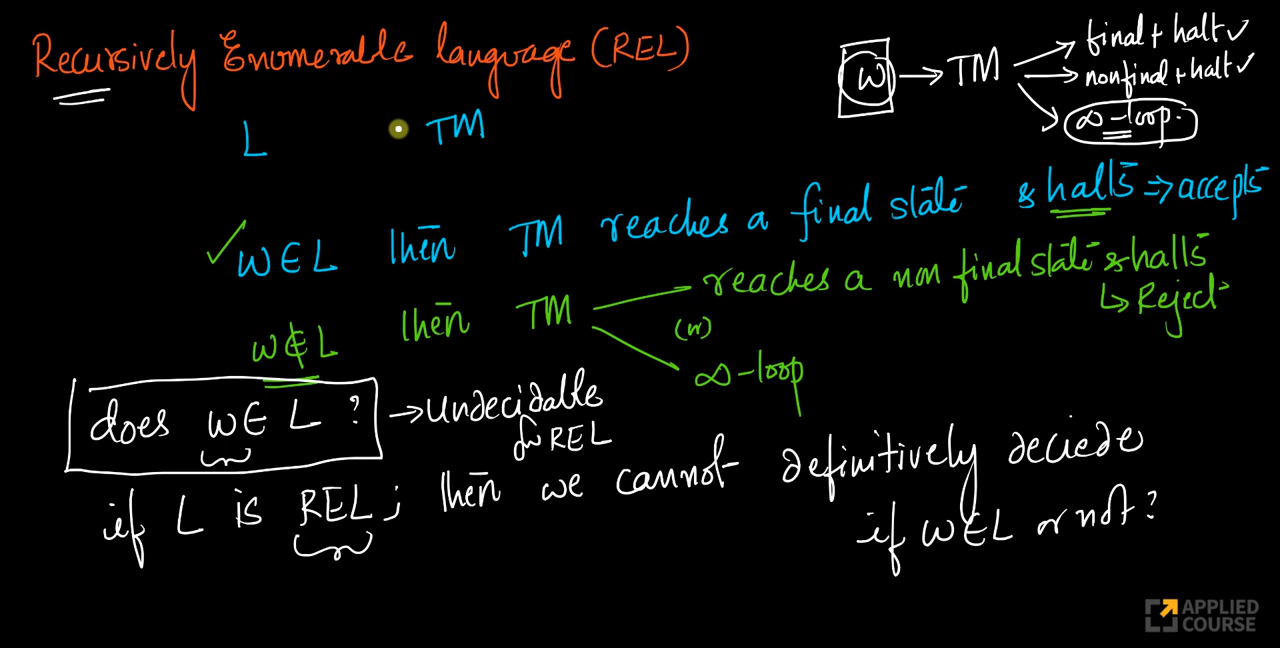 Recursively Enomerable language (REL)
w → TM
final + halt ✓
nonfinal + halt ✓
∞-loop.
L TM
✓ w ∈ L then TM reaches a final state & halts ⇒ accepts
w ∉ L then TM reaches a non final state & halts
↳ Reject
(or)
∞-loop
does w ∈ L ? → undecidable
for REL
if L is REL; then we cannot definitively deciede
if w ∈ L or not?
APPLIED
COURSE